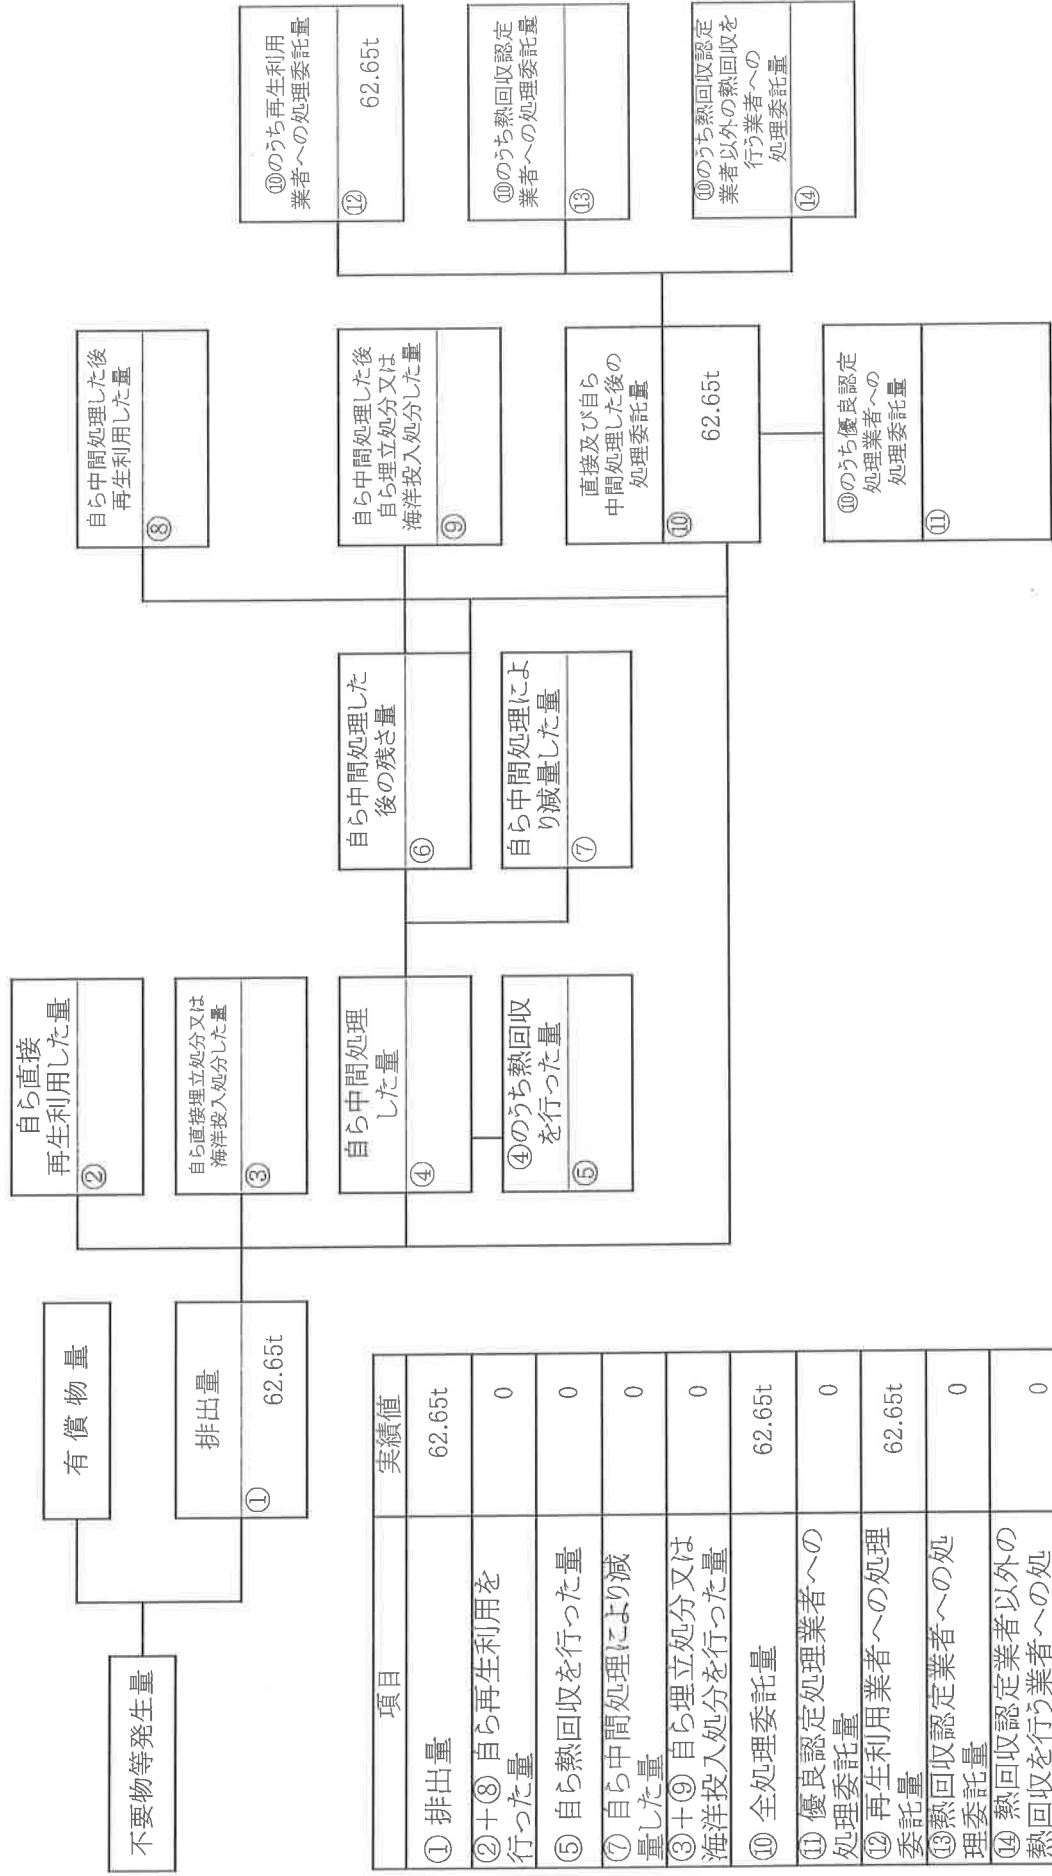 不要物等発生量
有償物量
排出量
①
62.65t
自ら直接
再生利用した量
②
自ら直接埋立処分又は
海洋投入処分した量
③
自ら中間処理
した量
④
④のうち熱回収
を行った量
⑤
自ら中間処理した
後の残さ量
⑥
自ら中間処理によ
り減量した量
⑦
自ら中間処理した後
再生利用した量
⑧
自ら中間処理した後
自ら埋立処分又は
海洋投入処分した量
⑨
直接及び自ら
中間処理した後の
処理委託量
⑩
62.65t
⑩のうち優良認定
処理業者への
処理委託量
⑪
⑩のうち再生利用
業者への処理委託量
⑫
62.65t
⑩のうち熱回収認定
業者への処理委託量
⑬
⑩のうち熱回収認定
業者以外の熱回収を
行う業者への
処理委託量
⑭
項目 実績値
① 排出量 62.65t
②+⑧ 自ら再生利用を
行った量 0
⑤ 自ら熱回収を行った量 0
⑦ 自ら中間処理により減
量した量 0
③+⑨ 自ら埋立処分又は
海洋投入処分を行った量 0
⑩ 全処理委託量 62.65t
⑪ 優良認定処理業者への
処理委託量 0
⑫ 再生利用業者への処理
委託量 62.65t
⑬熱回収認定業者への処
理委託量 0
⑭ 熱回収認定業者以外の
熱回収を行う業者への処 0